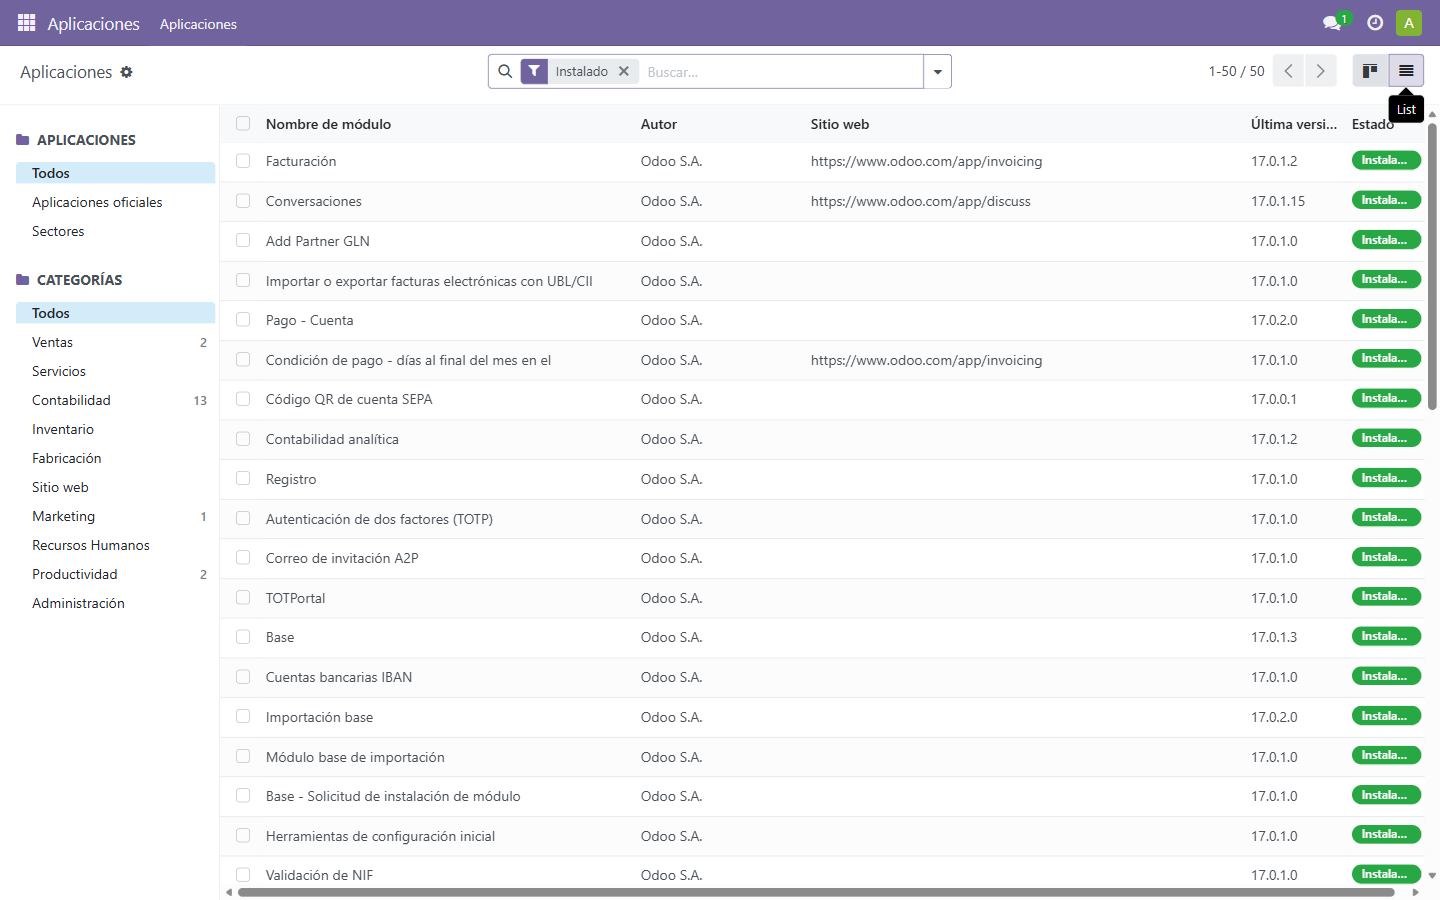 Aplicaciones Aplicaciones 1 A
Aplicaciones Instalado Buscar... 1-50 / 50
List
APLICACIONES
Todos
Aplicaciones oficiales
Sectores
CATEGORÍAS
Todos
Ventas 2
Servicios
Contabilidad 13
Inventario
Fabricación
Sitio web
Marketing 1
Recursos Humanos
Productividad 2
Administración
Nombre de módulo Autor Sitio web Última versi... Estado
Facturación Odoo S.A. https://www.odoo.com/app/invoicing 17.0.1.2 Instala...
Conversaciones Odoo S.A. https://www.odoo.com/app/discuss 17.0.1.15 Instala...
Add Partner GLN Odoo S.A. 17.0.1.0 Instala...
Importar o exportar facturas electrónicas con UBL/CII Odoo S.A. 17.0.1.0 Instala...
Pago - Cuenta Odoo S.A. 17.0.2.0 Instala...
Condición de pago - días al final del mes en el Odoo S.A. https://www.odoo.com/app/invoicing 17.0.1.0 Instala...
Código QR de cuenta SEPA Odoo S.A. 17.0.0.1 Instala...
Contabilidad analítica Odoo S.A. 17.0.1.2 Instala...
Registro Odoo S.A. 17.0.1.0 Instala...
Autenticación de dos factores (TOTP) Odoo S.A. 17.0.1.0 Instala...
Correo de invitación A2P Odoo S.A. 17.0.1.0 Instala...
TOTPortal Odoo S.A. 17.0.1.0 Instala...
Base Odoo S.A. 17.0.1.3 Instala...
Cuentas bancarias IBAN Odoo S.A. 17.0.1.0 Instala...
Importación base Odoo S.A. 17.0.2.0 Instala...
Módulo base de importación Odoo S.A. 17.0.1.0 Instala...
Base - Solicitud de instalación de módulo Odoo S.A. 17.0.1.0 Instala...
Herramientas de configuración inicial Odoo S.A. 17.0.1.0 Instala...
Validación de NIF Odoo S.A. 17.0.1.0 Instala...